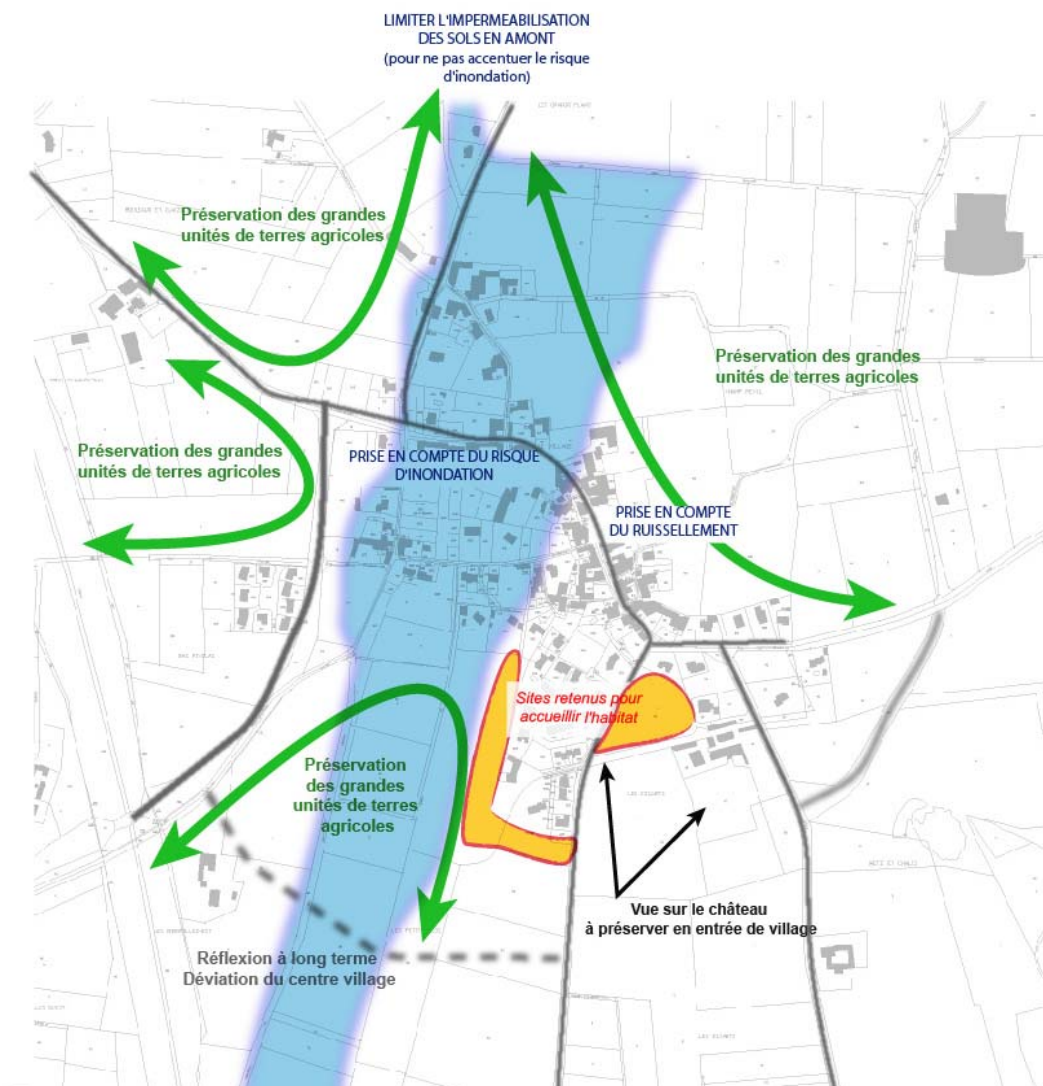 LIMITER L'IMPERMEABILISATION
DES SOLS EN AMONT
(pour ne pas accentuer le risque
d'inondation)
Préservation des grandes
unités de terres agricoles
Préservation des grandes
unités de terres agricoles
Préservation des grandes
unités de terres agricoles
PRISE EN COMPTE DU RISQUE
D'INONDATION
PRISE EN COMPTE
DU RUISSELLEMENT
Sites retenus pour
accueillir l'habitat
Préservation
des grandes
unités de terres
agricoles
Vue sur le château
à préserver en entrée de village
Réflexion à long terme
Déviation du centre village